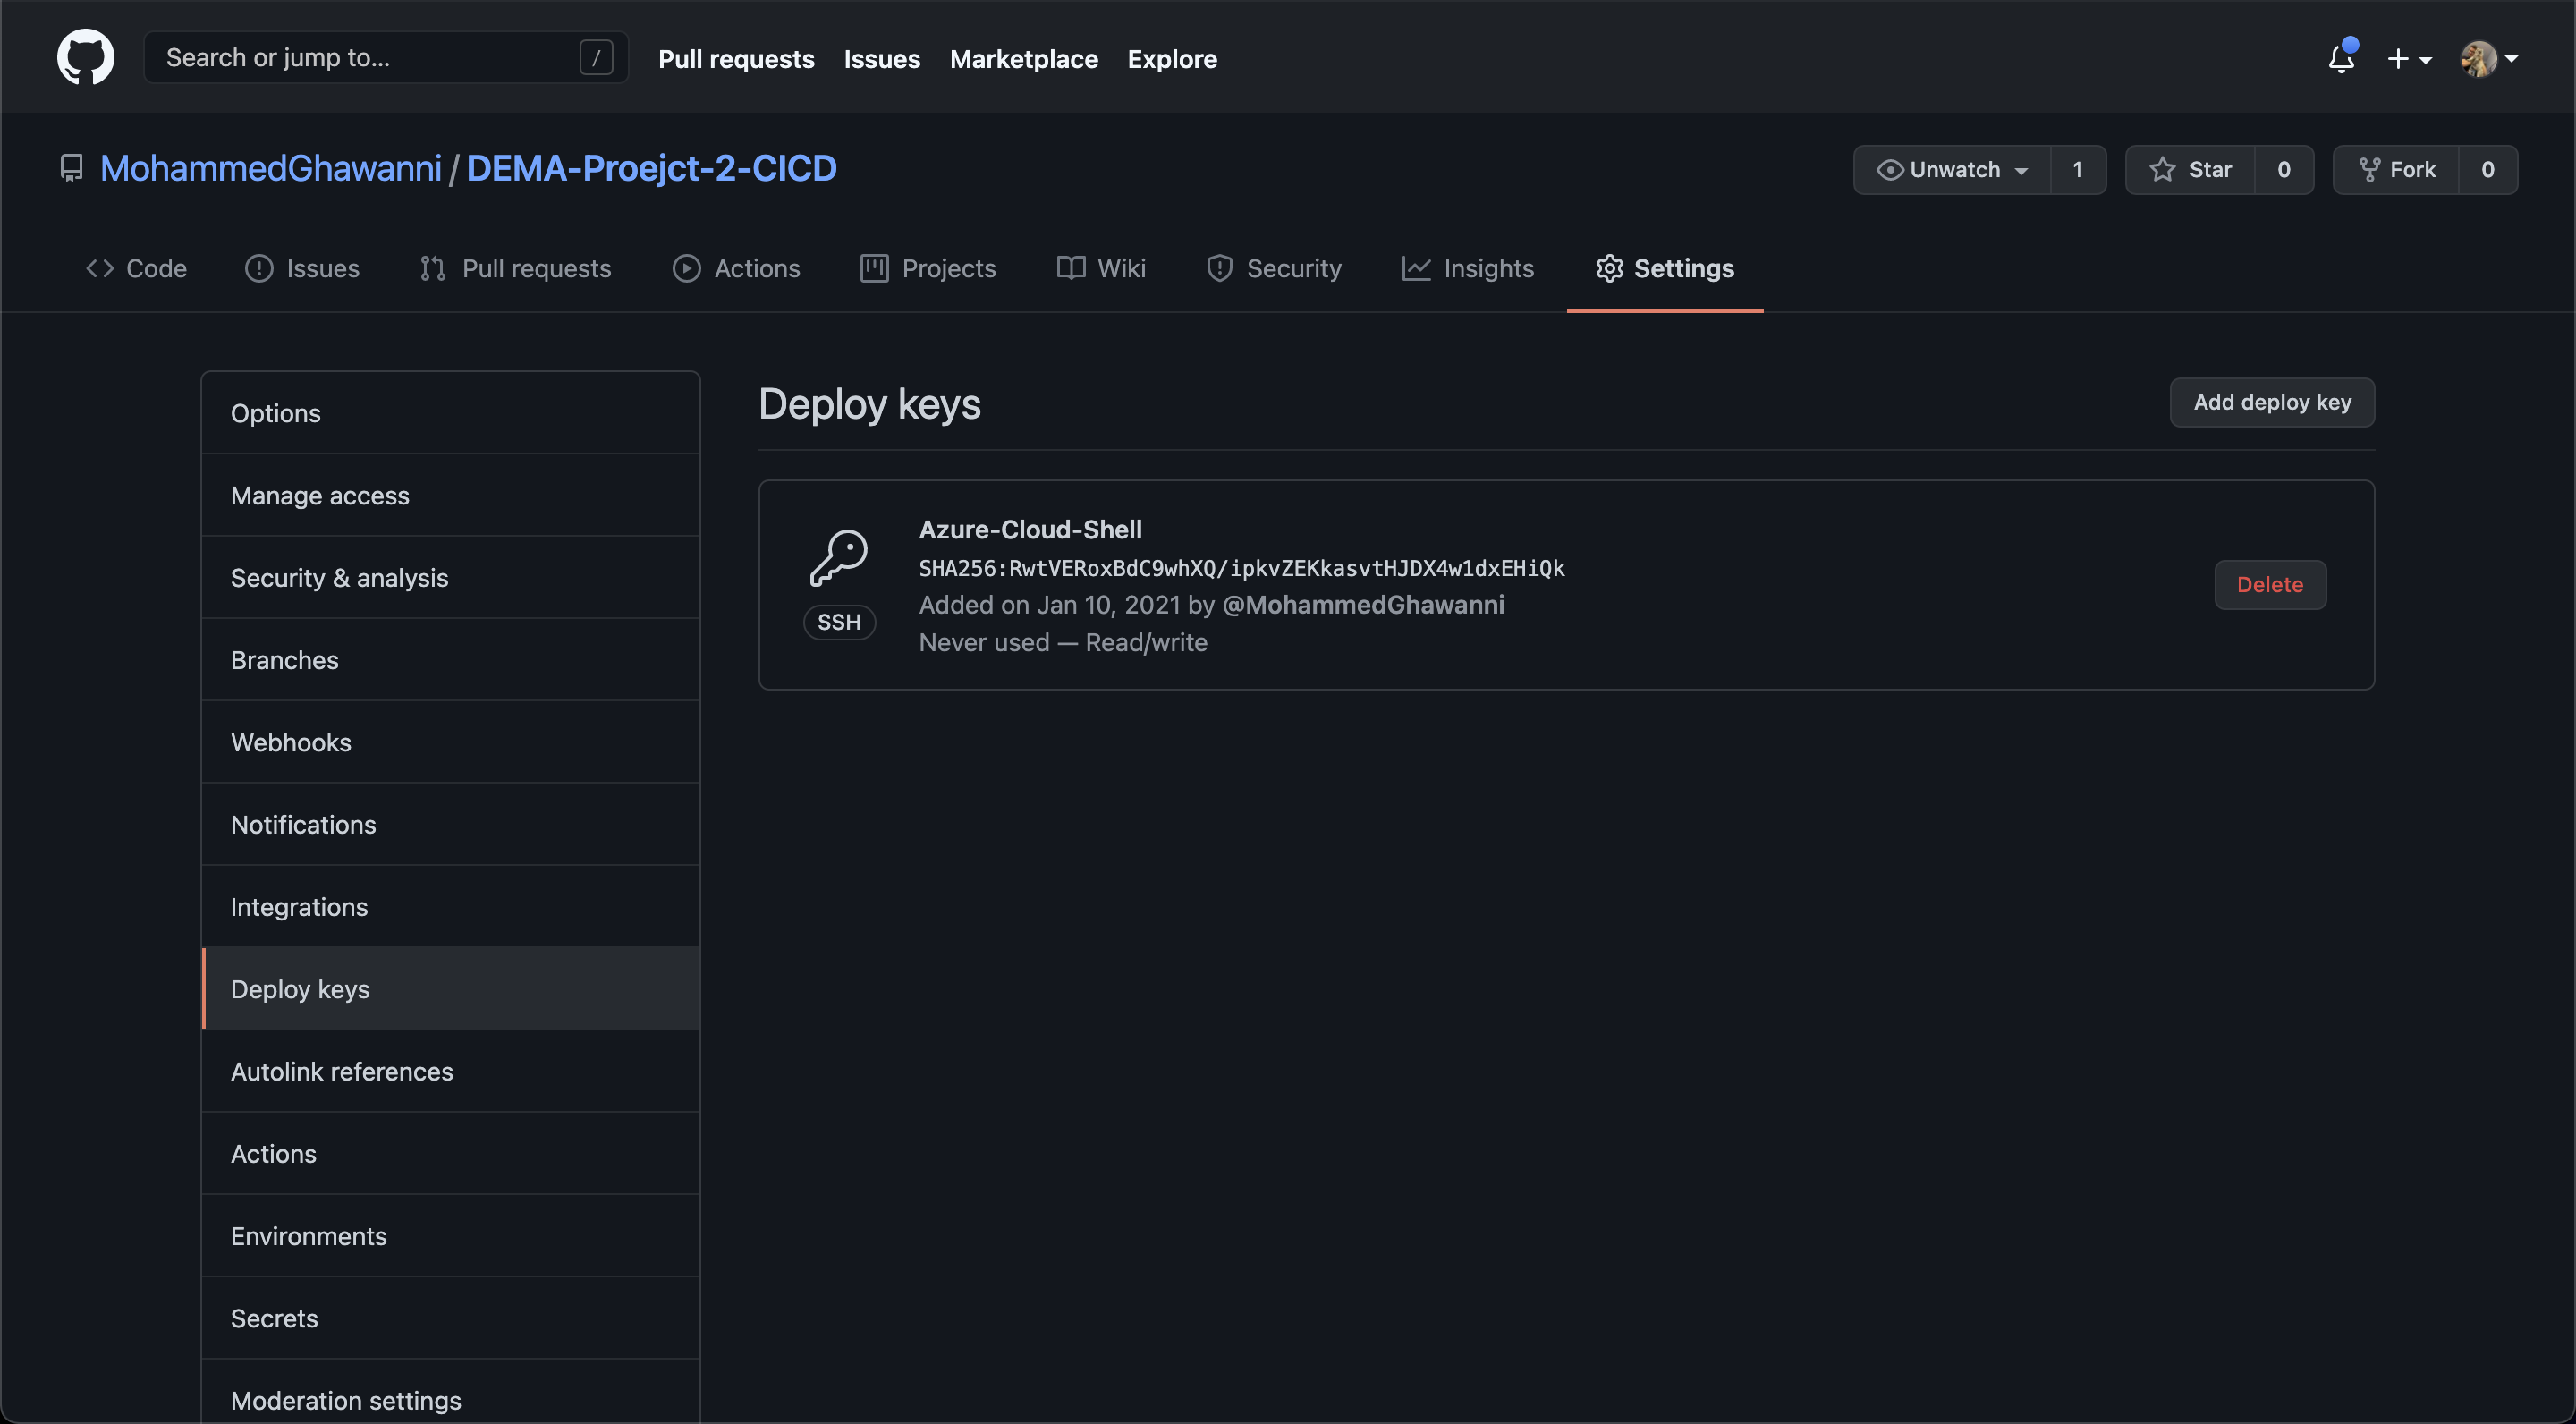 Search or jump to... /
Pull requests Issues Marketplace Explore
MohammedGhawanni / DEMA-Proejct-2-CICD
Unwatch 1 Star 0 Fork 0
Code Issues Pull requests Actions Projects Wiki Security Insights Settings
Options
Manage access
Security & analysis
Branches
Webhooks
Notifications
Integrations
Deploy keys
Autolink references
Actions
Environments
Secrets
Moderation settings
Deploy keys
Add deploy key
Azure-Cloud-Shell
SHA256:RwtVERoxBdC9whXQ/ipkvZEKkasvtHJDX4w1dxEHiQk
Added on Jan 10, 2021 by @MohammedGhawanni
Never used — Read/write
SSH
Delete